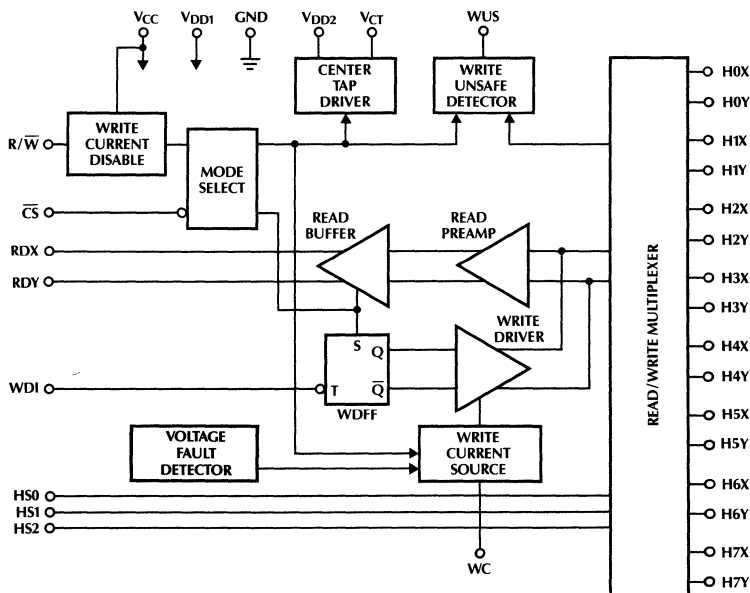 VCC VDD1 GND VDD2 VCT WUS
CENTER
TAP
DRIVER
WRITE
UNSAFE
DETECTOR
H0X
H0Y
R/W̅
WRITE
CURRENT
DISABLE
MODE
SELECT
H1X
H1Y
C̅S̅
READ
BUFFER
READ
PREAMP
H2X
H2Y
RDX
RDY
READ/WRITE MULTIPLEXER
H3X
H3Y
WRITE
DRIVER
S Q
T Q̅
WDFF
WDI
H4X
H4Y
VOLTAGE
FAULT
DETECTOR
WRITE
CURRENT
SOURCE
H5X
H5Y
HS0
HS1
HS2
H6X
H6Y
WC
H7X
H7Y